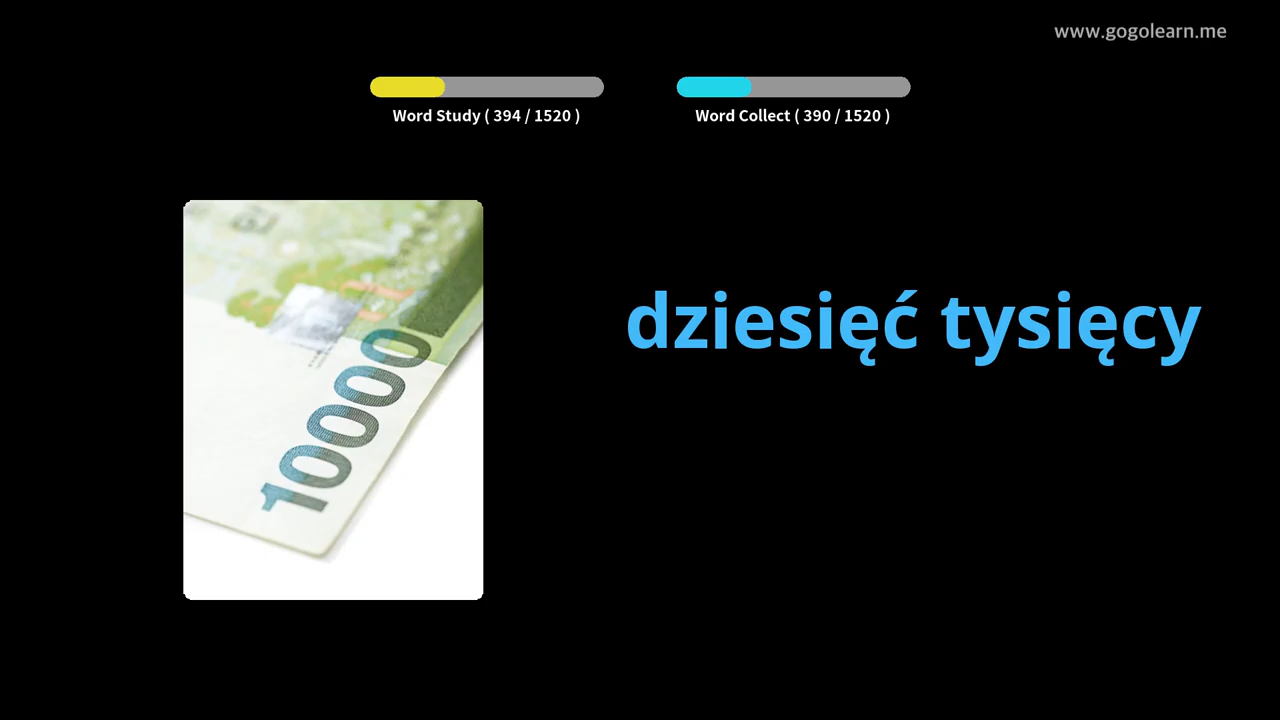 www.gogolearn.me
Word Study ( 394 / 1520 )
Word Collect ( 390 / 1520 )
dziesięć tysięcy
10000